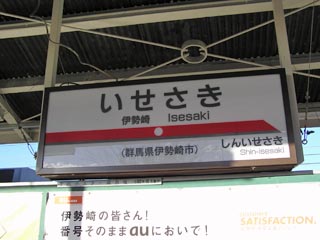 いせさき
伊勢崎 Isesaki
(群馬県伊勢崎市)
しんいせさき
Shin-isesaki
伊勢崎の皆さん!
番号そのままauにおいで!
SATISFACTION.